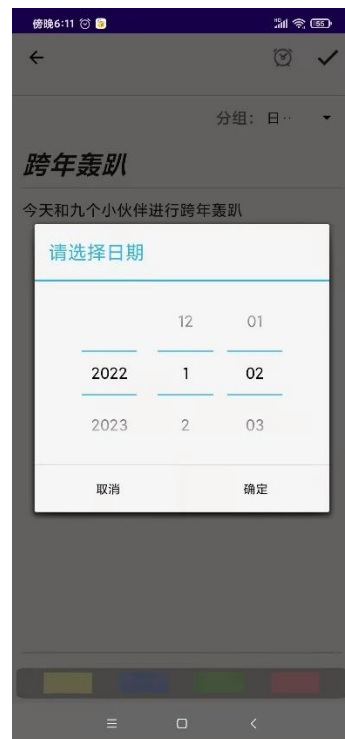 傍晚6:11 55
分组: 日··
跨年轰趴
今天和九个小伙伴进行跨年轰趴
请选择日期
12 01
2022 1 02
2023 2 03
取消 确定